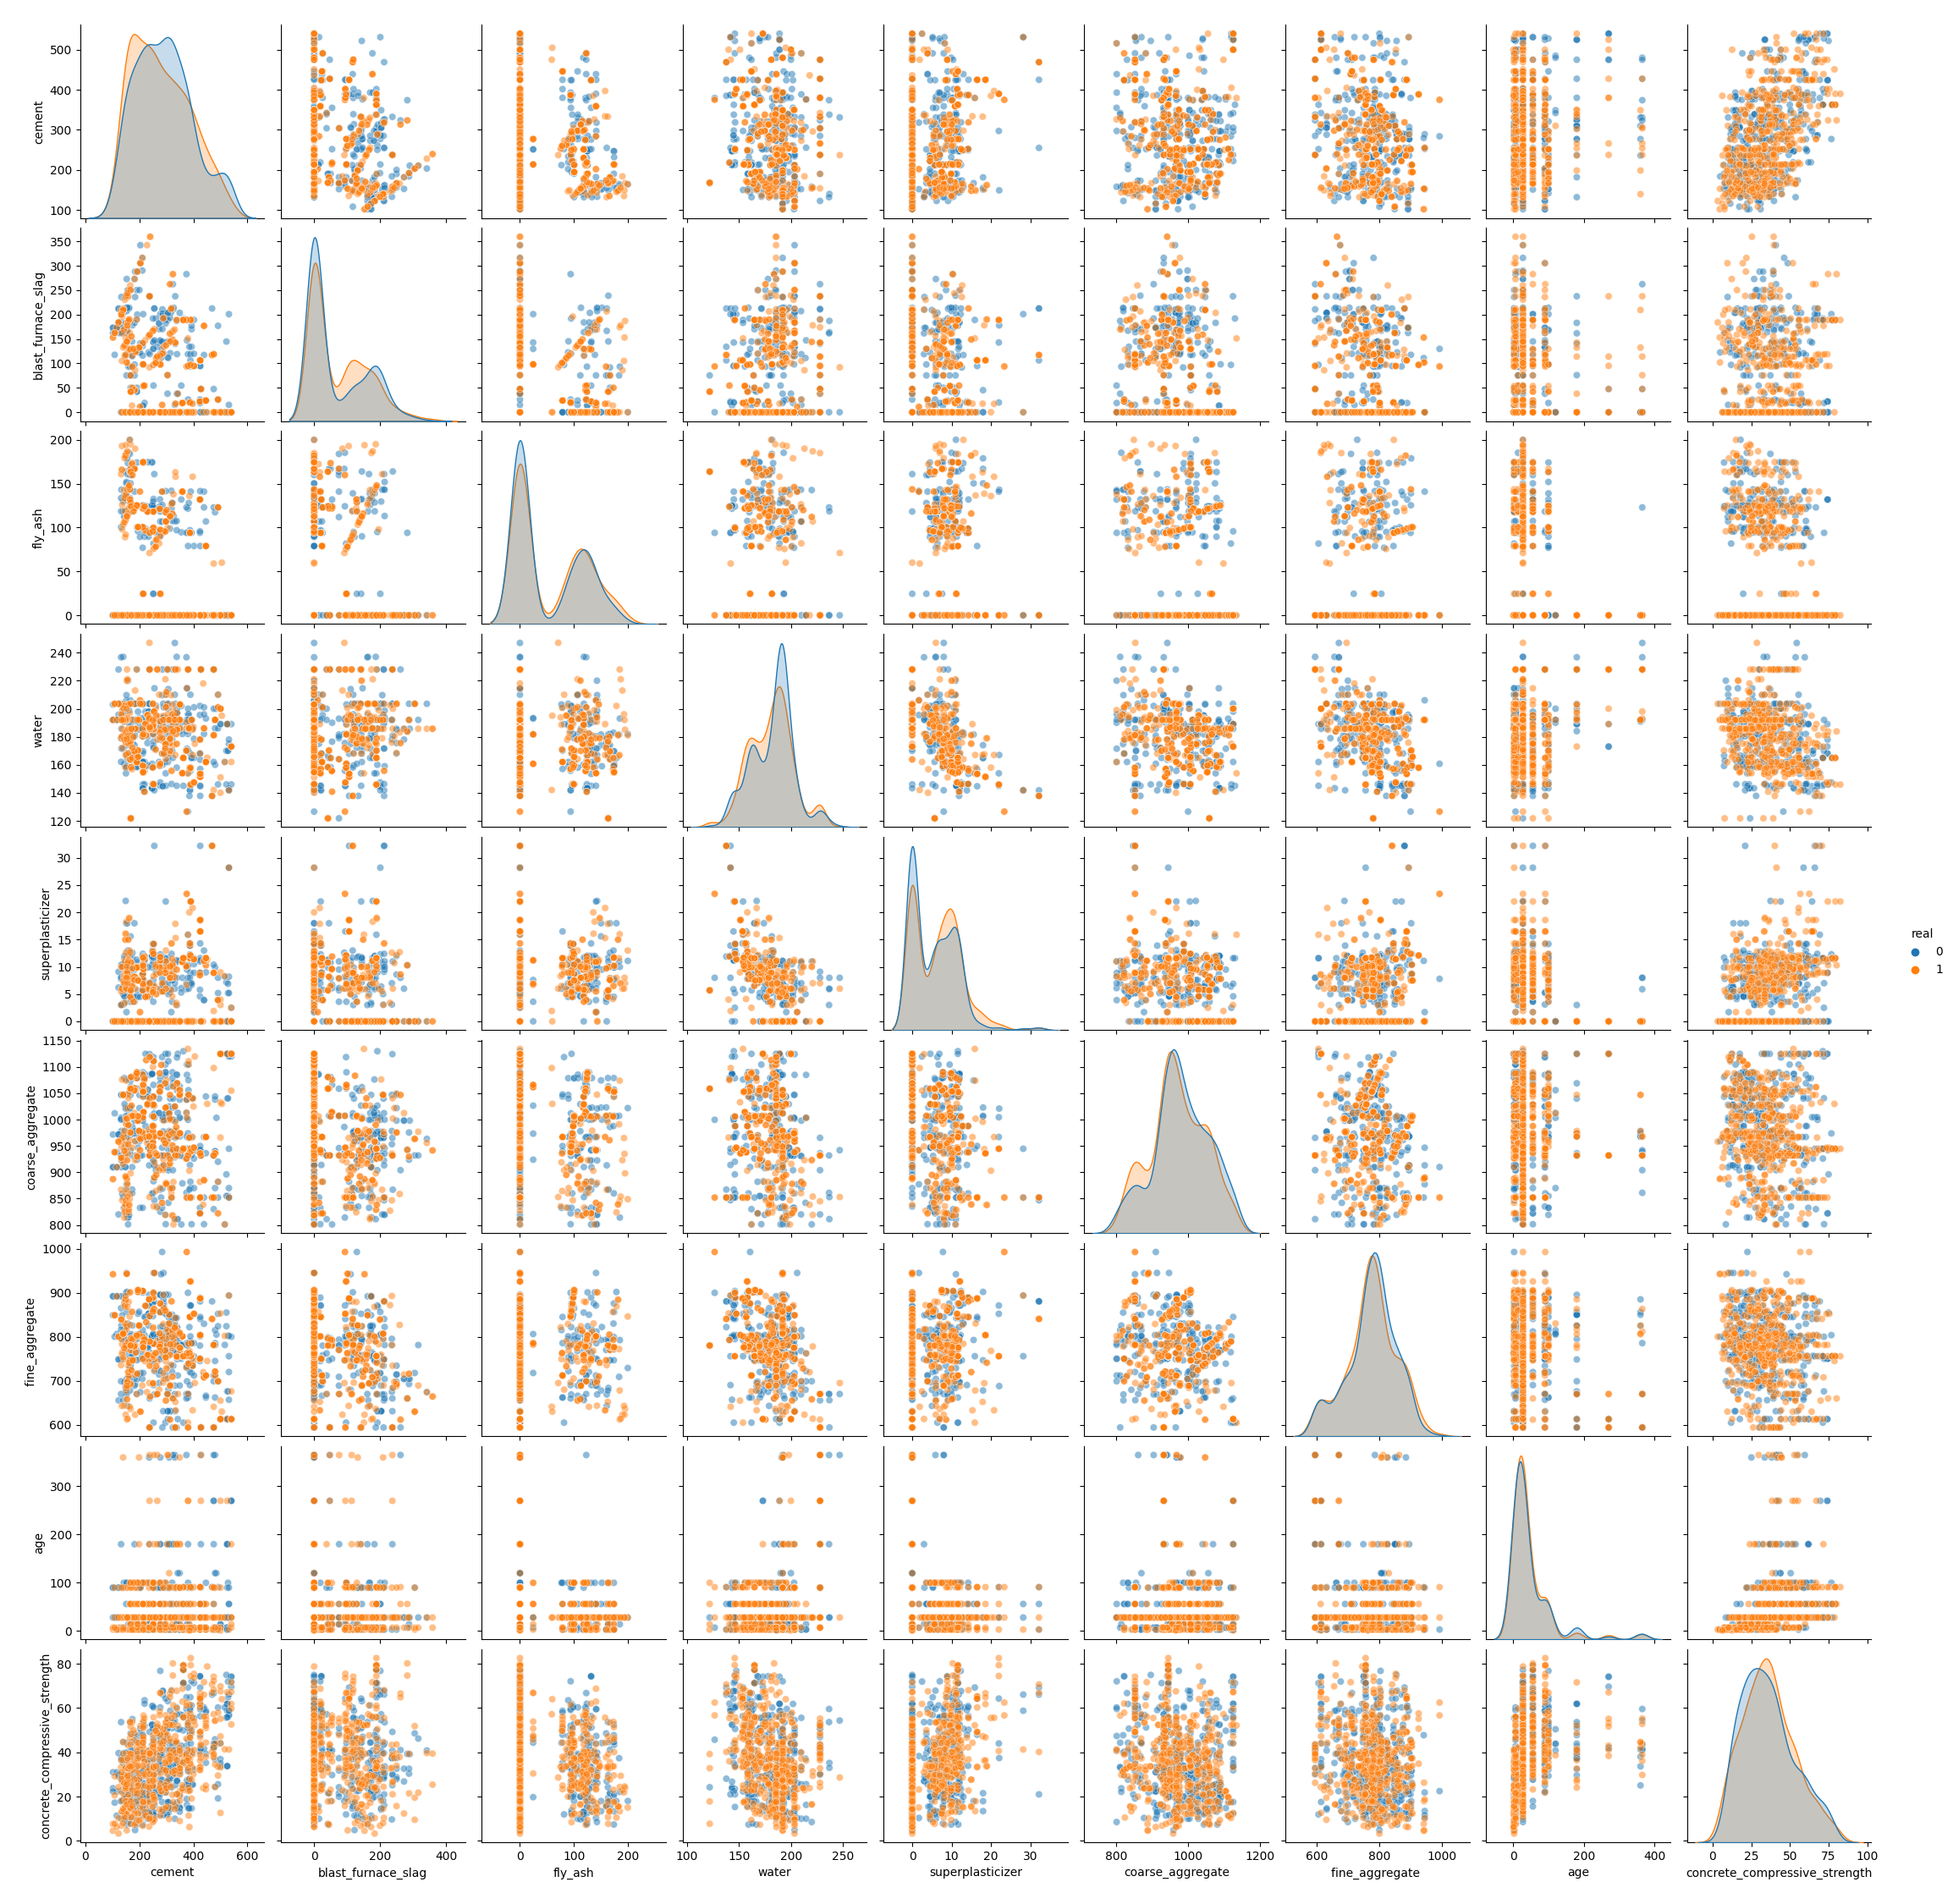 500
400
300
200
100
cement
350
300
250
200
150
100
50
0
blast_furnace_slag
200
150
100
50
0
fly_ash
240
220
200
180
160
140
120
water
30
25
20
15
10
5
0
superplasticizer
real
0
1
1150
1100
1050
1000
950
900
850
800
coarse_aggregate
1000
900
800
700
600
fine_aggregate
300
200
100
0
age
80
60
40
20
0
concrete_compressive_strength
0 200 400 600
0 200 400
0 100 200
100 150 200 250
0 10 20 30
800 1000 1200
600 800 1000
0 200 400
0 25 50 75 100
cement blast_furnace_slag fly_ash water superplasticizer coarse_aggregate fine_aggregate age concrete_compressive_strength